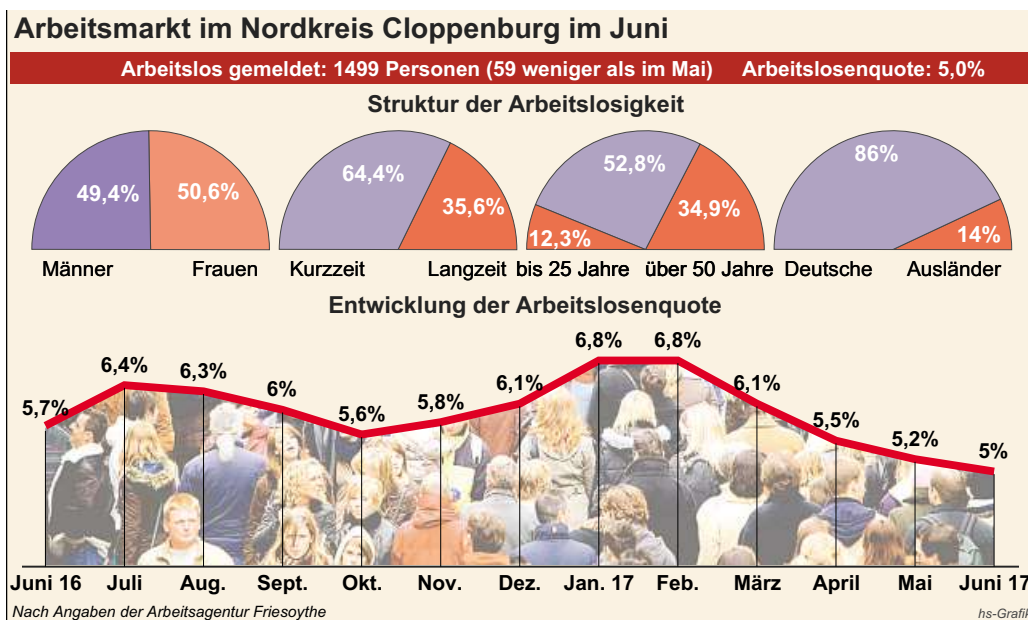 Arbeitsmarkt im Nordkreis Cloppenburg im Juni
Arbeitslos gemeldet: 1499 Personen (59 weniger als im Mai) Arbeitslosenquote: 5,0%
Struktur der Arbeitslosigkeit
49,4% 50,6% 64,4% 35,6% 12,3% 52,8% 34,9% 86% 14%
Männer Frauen Kurzzeit Langzeit bis 25 Jahre über 50 Jahre Deutsche Ausländer
Entwicklung der Arbeitslosenquote
5,7% 6,4% 6,3% 6% 5,6% 5,8% 6,1% 6,8% 6,8% 6,1% 5,5% 5,2% 5%
Juni 16 Juli Aug. Sept. Okt. Nov. Dez. Jan. 17 Feb. März April Mai Juni 17
Nach Angaben der Arbeitsagentur Friesoythe hs-Grafik